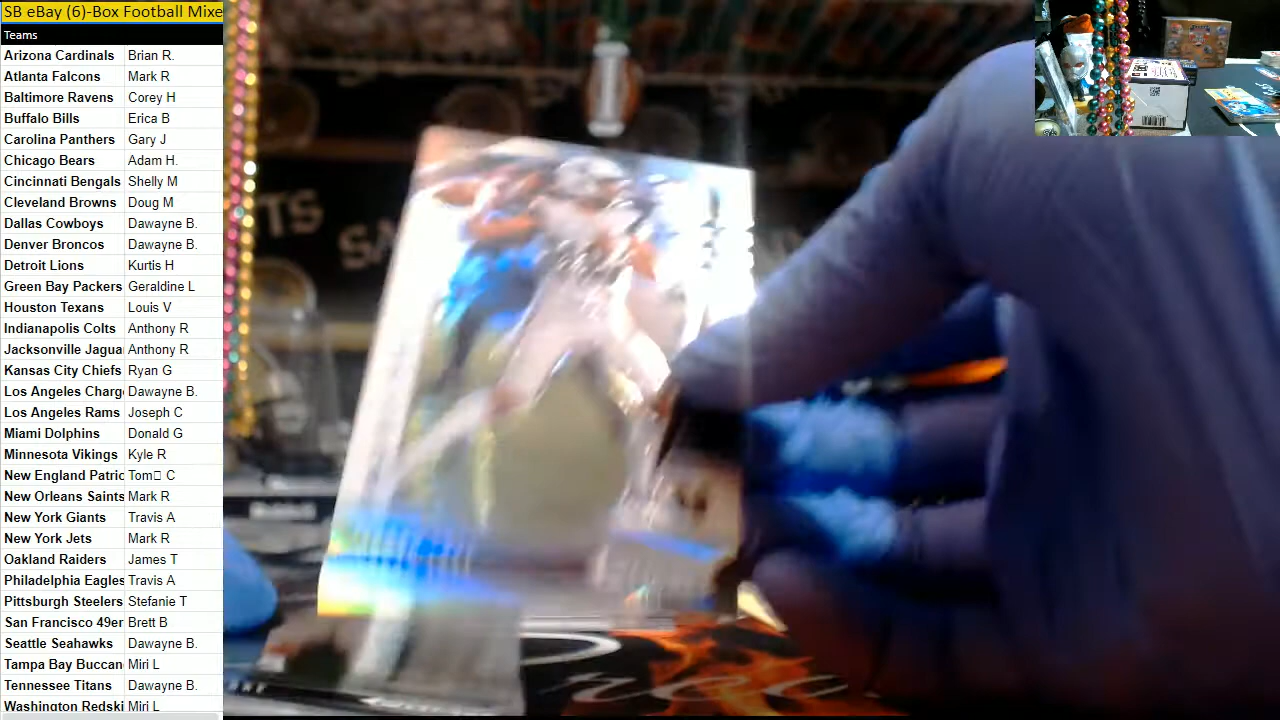 SB eBay (6)-Box Football Mixe
Teams
Arizona Cardinals Brian R.
Atlanta Falcons Mark R
Baltimore Ravens Corey H
Buffalo Bills Erica B
Carolina Panthers Gary J
Chicago Bears Adam H.
Cincinnati Bengals Shelly M
Cleveland Browns Doug M
Dallas Cowboys Dawayne B.
Denver Broncos Dawayne B.
Detroit Lions Kurtis H
Green Bay Packers Geraldine L
Houston Texans Louis V
Indianapolis Colts Anthony R
Jacksonville Jagua Anthony R
Kansas City Chiefs Ryan G
Los Angeles Charg Dawayne B.
Los Angeles Rams Joseph C
Miami Dolphins Donald G
Minnesota Vikings Kyle R
New England Patric Tom□ C
New Orleans Saints Mark R
New York Giants Travis A
New York Jets Mark R
Oakland Raiders James T
Philadelphia Eagles Travis A
Pittsburgh Steelers Stefanie T
San Francisco 49er Brett B
Seattle Seahawks Dawayne B.
Tampa Bay Buccan Miri L
Tennessee Titans Dawayne B.
Washington Redski Miri L